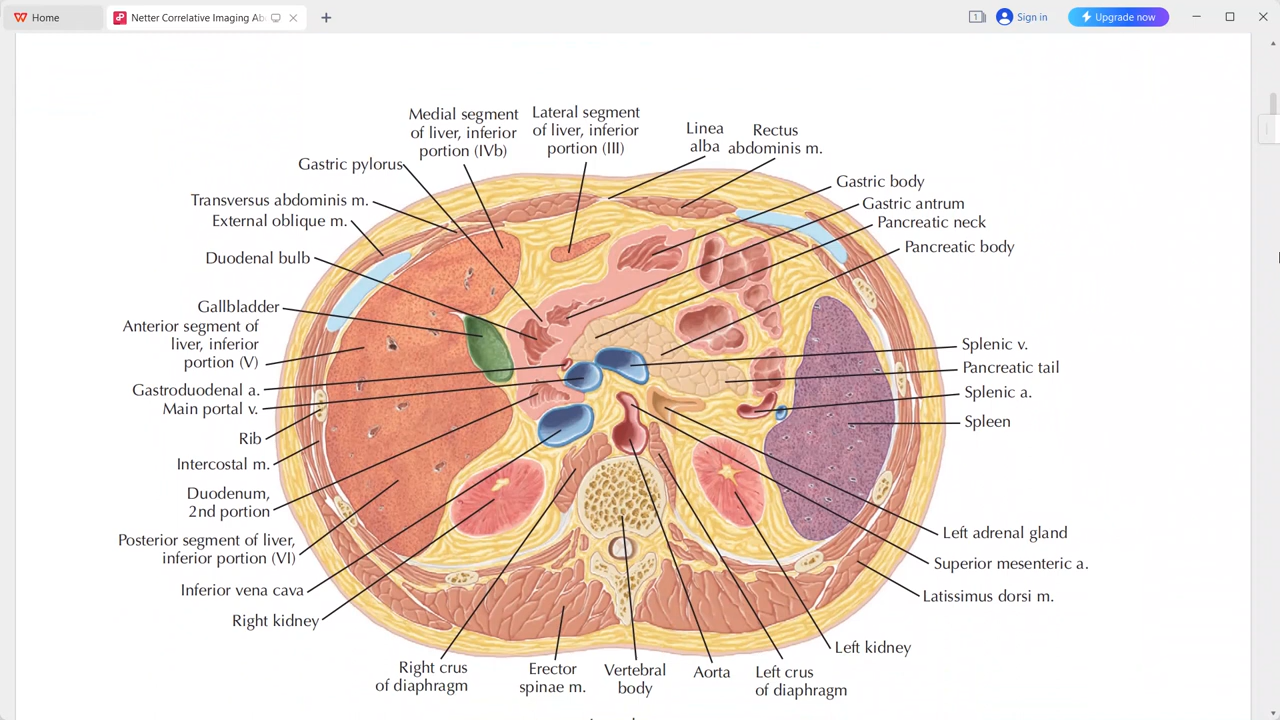 Home
Netter Correlative Imaging Ab
1
Sign in
Upgrade now
Medial segment
of liver, inferior
portion (IVb)
Lateral segment
of liver, inferior
portion (III)
Linea
alba
Rectus
abdominis m.
Gastric pylorus
Transversus abdominis m.
External oblique m.
Duodenal bulb
Gallbladder
Anterior segment of
liver, inferior
portion (V)
Gastroduodenal a.
Main portal v.
Rib
Intercostal m.
Duodenum,
2nd portion
Posterior segment of liver,
inferior portion (VI)
Inferior vena cava
Right kidney
Gastric body
Gastric antrum
Pancreatic neck
Pancreatic body
Splenic v.
Pancreatic tail
Splenic a.
Spleen
Left adrenal gland
Superior mesenteric a.
Latissimus dorsi m.
Left kidney
Right crus
of diaphragm
Erector
spinae m.
Vertebral
body
Aorta
Left crus
of diaphragm